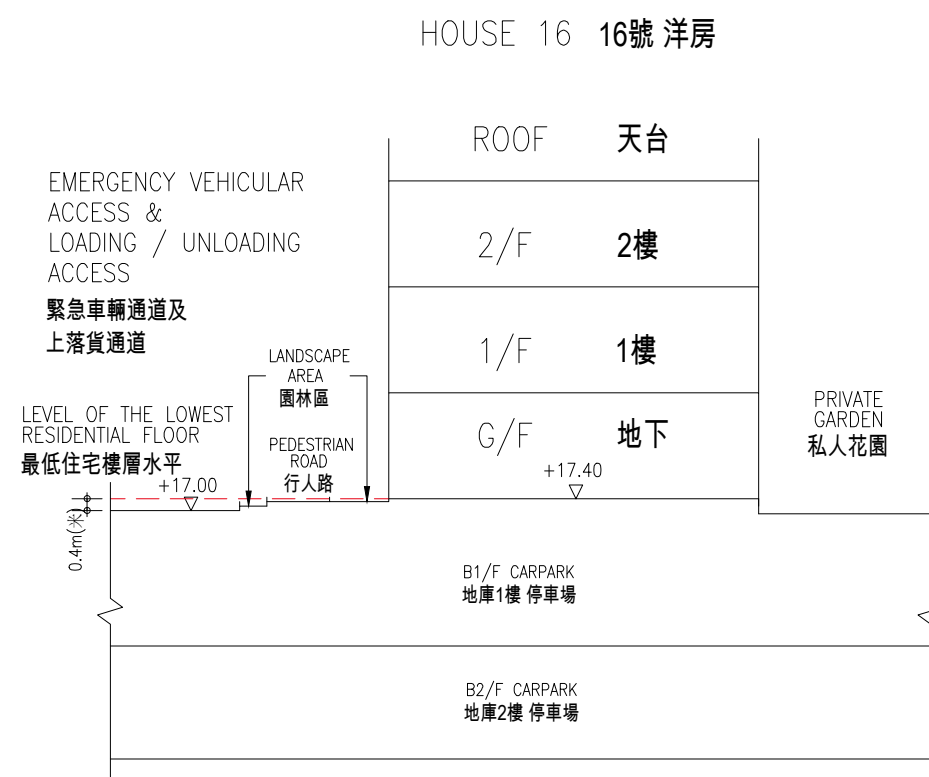 HOUSE 16 16號 洋房
ROOF 天台
EMERGENCY VEHICULAR
ACCESS &
LOADING / UNLOADING
ACCESS
緊急車輛通道及
上落貨通道
2/F 2樓
1/F 1樓
LANDSCAPE
AREA
園林區
LEVEL OF THE LOWEST
RESIDENTIAL FLOOR
最低住宅樓層水平
PEDESTRIAN
ROAD
行人路
G/F 地下
PRIVATE
GARDEN
私人花園
+17.00
+17.40
0.4m(米)
B1/F CARPARK
地庫1樓 停車場
B2/F CARPARK
地庫2樓 停車場